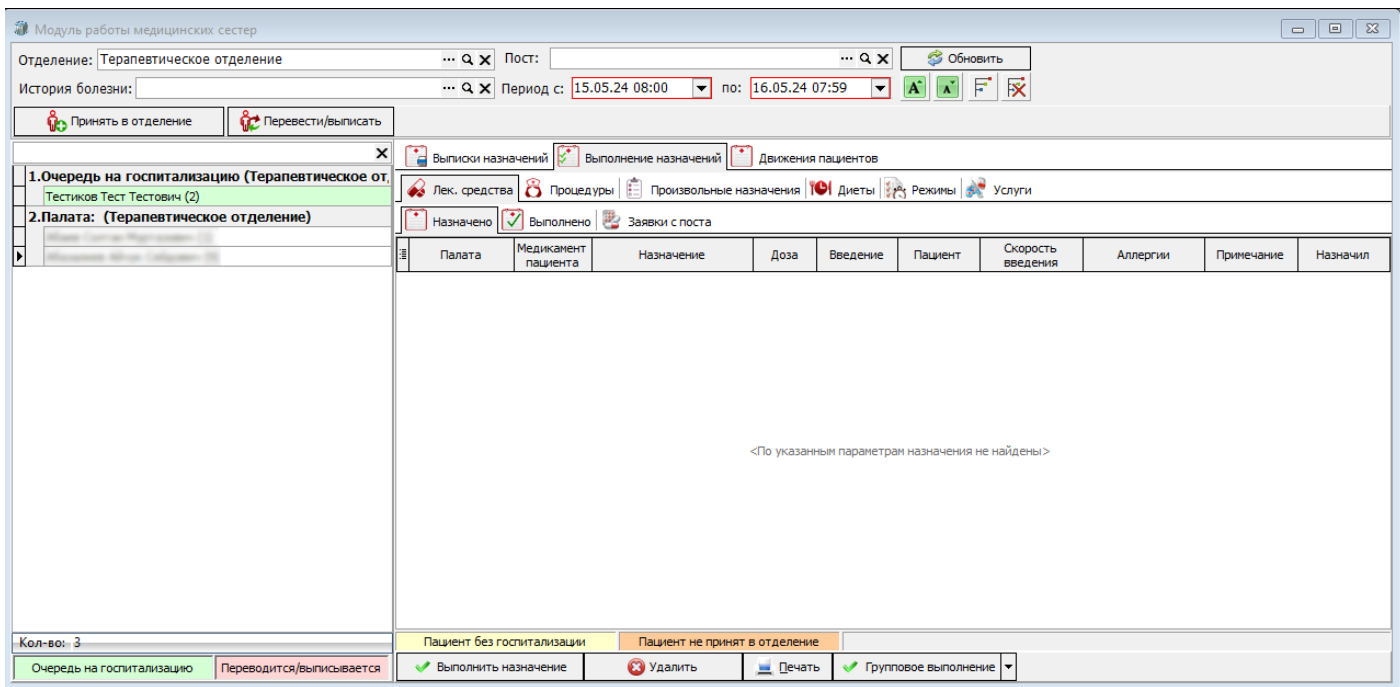 Модуль работы медицинских сестер
Отделение: Терапевтическое отделение Пост: Обновить
История болезни: Период с: 15.05.24 08:00 по: 16.05.24 07:59
Принять в отделение Перевести/выписать
Выписки назначений Выполнение назначений Движения пациентов
1.Очередь на госпитализацию (Терапевтическое от,
Тестиков Тест Тестович (2)
2.Палата: (Терапевтическое отделение)
Лек. средства Процедуры Произвольные назначения Диеты Режимы Услуги
Назначено Выполнено Заявки с поста
Палата Медикамент пациента Назначение Доза Введение Пациент Скорость введения Аллергии Примечание Назначил
<По указанным параметрам назначения не найдены>
Кол-во: 3
Пациент без госпитализации Пациент не принят в отделение
Очередь на госпитализацию Переводится/выписывается
Выполнить назначение Удалить Печать Групповое выполнение